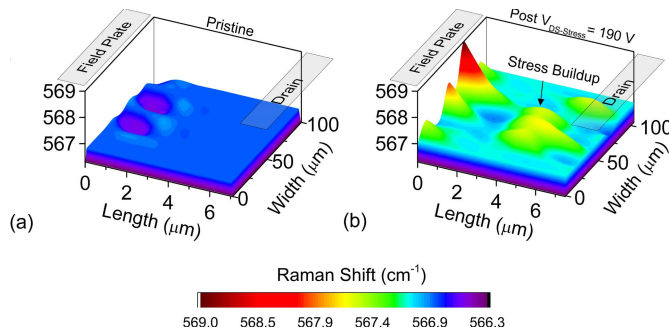 Pristine
Field Plate
Drain
569
568
567
0
2
4
6
Length (μm)
0
50
100
Width (μm)
(a)
Post V_DS-Stress = 190 V
Field Plate
Stress Buildup
Drain
569
568
567
0
2
4
6
Length (μm)
0
50
100
Width (μm)
(b)
Raman Shift (cm⁻¹)
569.0 568.5 567.9 567.4 566.9 566.3